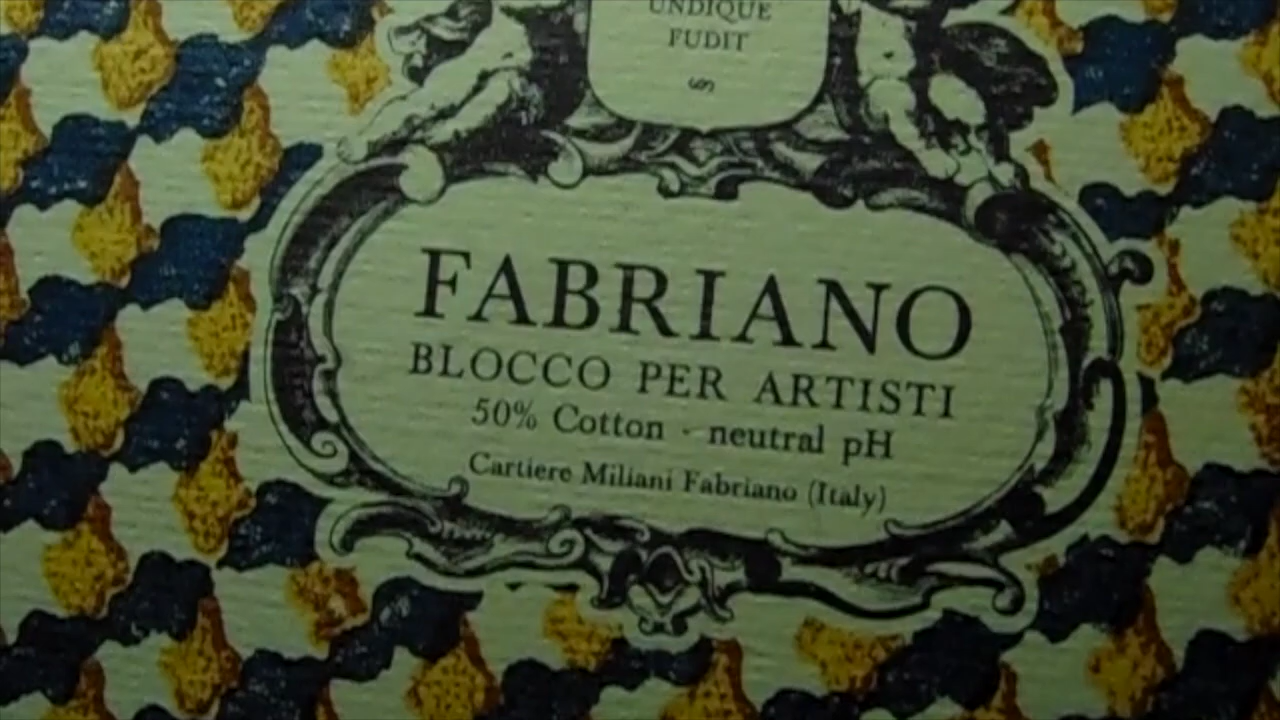 UNDIQUE
FUDIT
FABRIANO
BLOCCO PER ARTISTI
50% Cotton - neutral pH
Cartiere Miliani Fabriano (Italy)